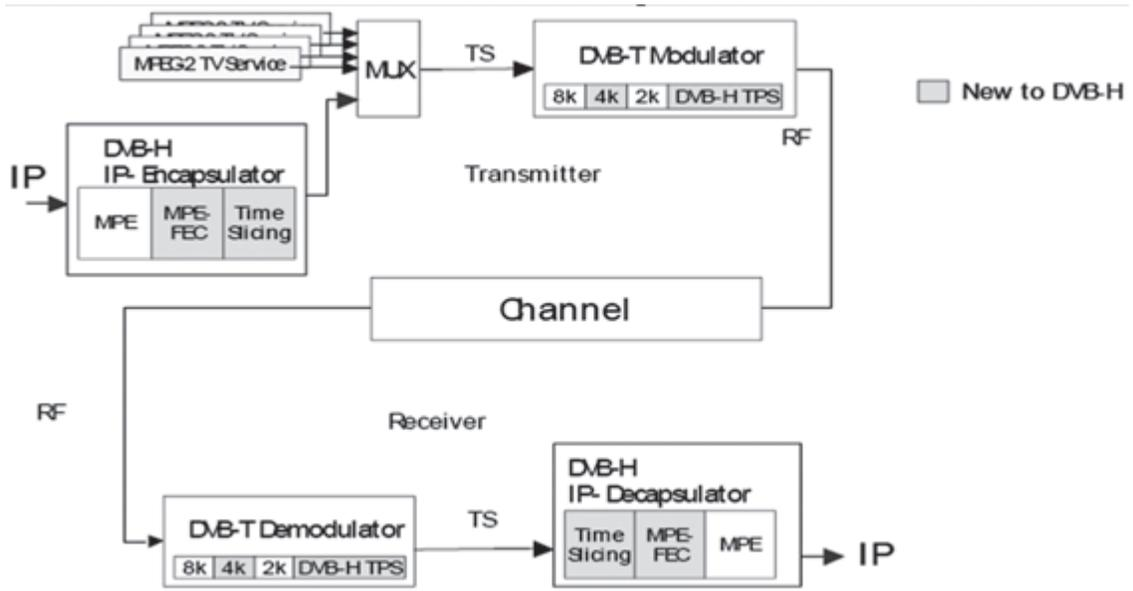 MPEG-2 TV Service
MUX
TS
DVB-T Modulator
8k 4k 2k DVB-H TPS
New to DVB-H
RF
IP
DVB-H
IP- Encapsulator
MPE
MPE-
FEC
Time
Slicing
Transmitter
Channel
RF
Receiver
DVB-T Demodulator
8k 4k 2k DVB-H TPS
TS
DVB-H
IP- Decapsulator
Time
Slicing
MPE-
FEC
MPE
IP